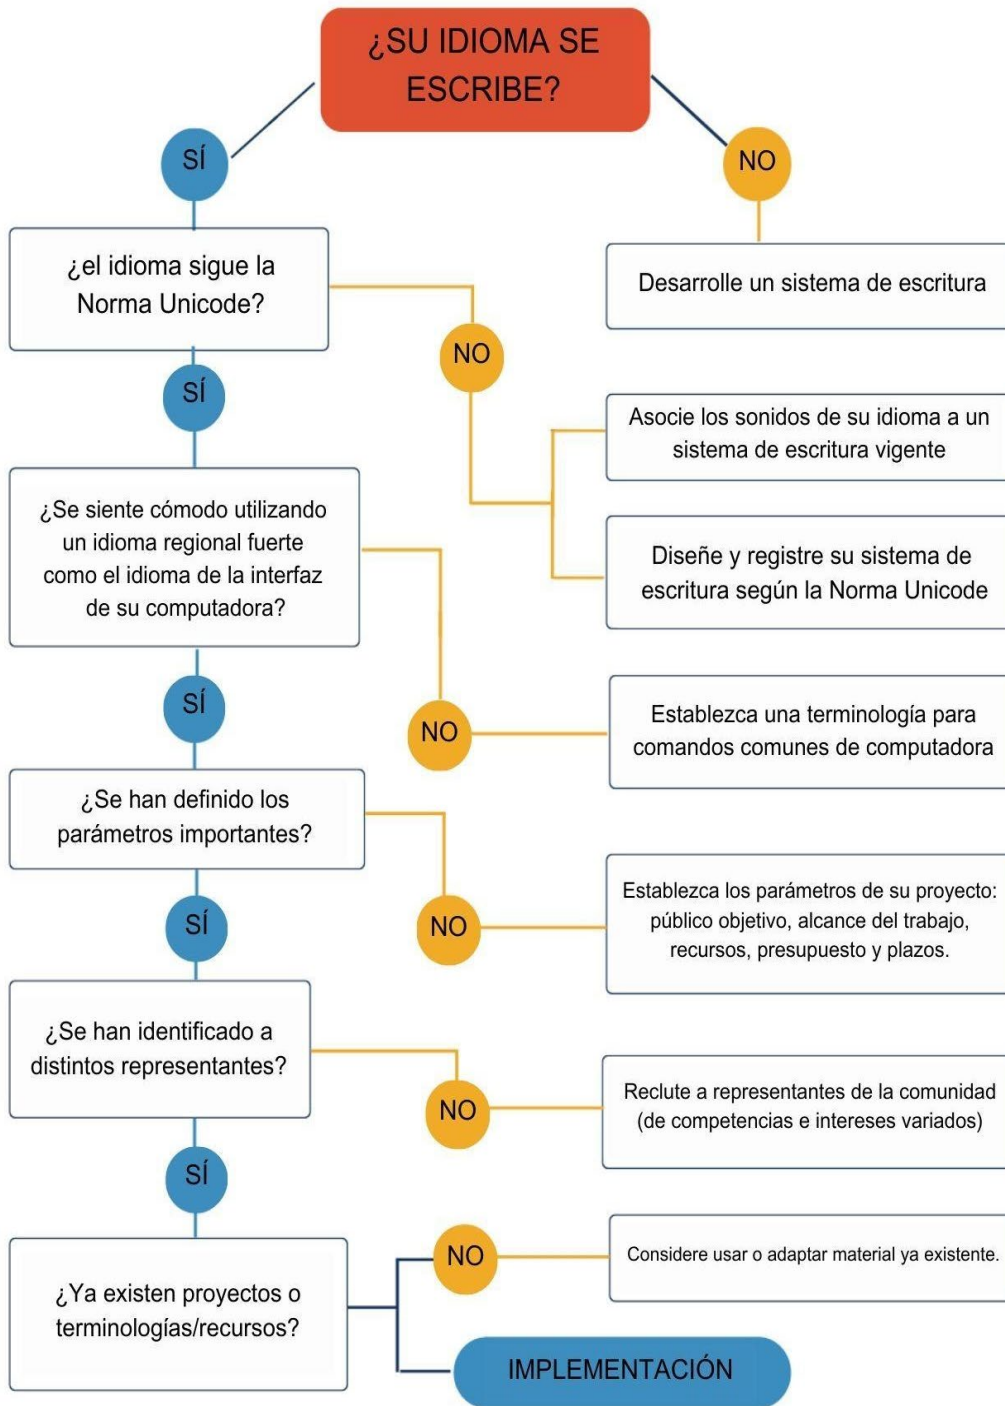 ¿SU IDIOMA SE
ESCRIBE?
SÍ
NO
¿el idioma sigue la
Norma Unicode?
Desarrolle un sistema de escritura
NO
SÍ
Asocie los sonidos de su idioma a un
sistema de escritura vigente
¿Se siente cómodo utilizando
un idioma regional fuerte
como el idioma de la interfaz
de su computadora?
Diseñe y registre su sistema de
escritura según la Norma Unicode
SÍ
NO
Establezca una terminología para
comandos comunes de computadora
¿Se han definido los
parámetros importantes?
SÍ
NO
Establezca los parámetros de su proyecto:
público objetivo, alcance del trabajo,
recursos, presupuesto y plazos.
¿Se han identificado a
distintos representantes?
NO
Reclute a representantes de la comunidad
(de competencias e intereses variados)
SÍ
¿Ya existen proyectos o
terminologías/recursos?
NO
Considere usar o adaptar material ya existente.
IMPLEMENTACIÓN